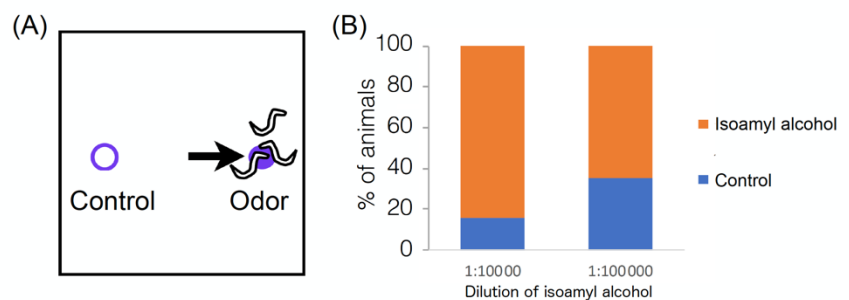 (A)
Control
Odor
(B)
% of animals
100
80
60
40
20
0
1:10000
1:100000
Dilution of isoamyl alcohol
Isoamyl alcohol
Control